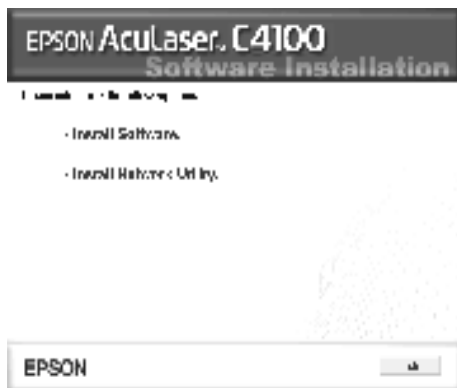 EPSON AcuLaser. C4100
Software Installation
- Install Software.
- Install Network Utility.
EPSON